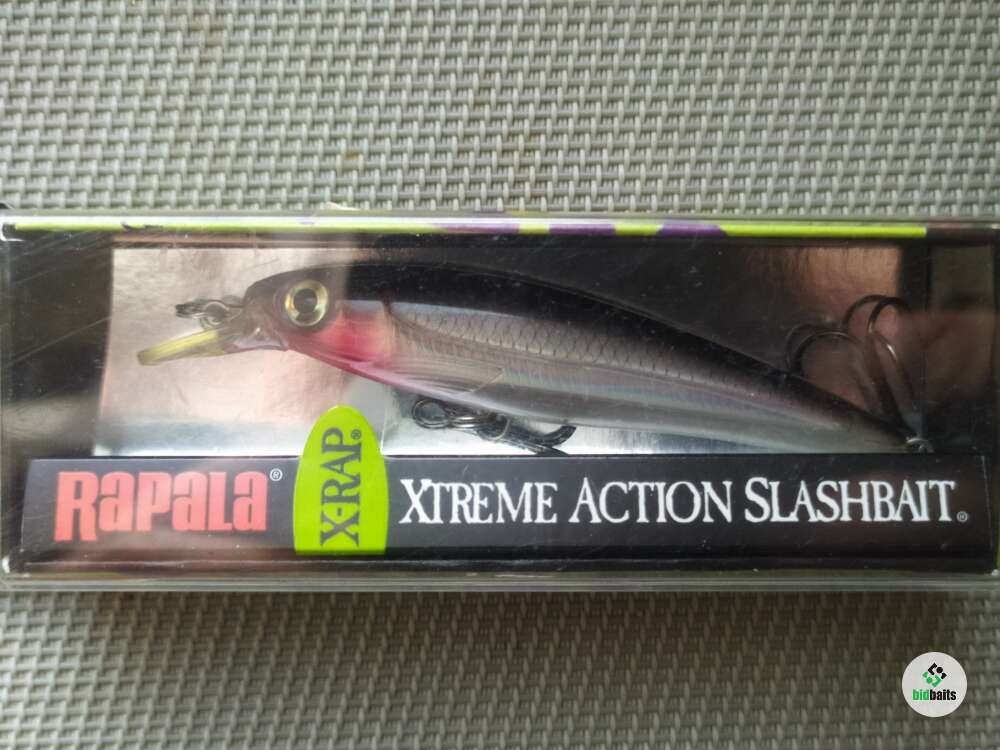 RAPALA®
X-RAP®
XTREME ACTION SLASHBAIT®
bidbaits